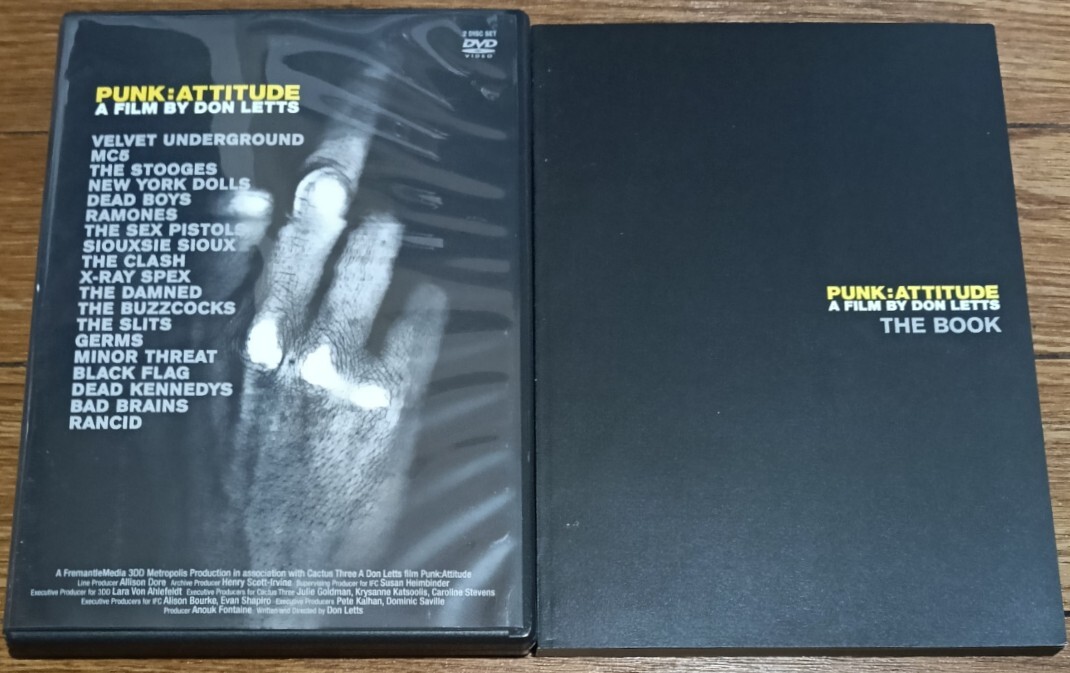 2 DISC SET
DVD
VIDEO
PUNK:ATTITUDE
A FILM BY DON LETTS
VELVET UNDERGROUND
MC5
THE STOOGES
NEW YORK DOLLS
DEAD BOYS
RAMONES
THE SEX PISTOLS
SIOUXSIE SIOUX
THE CLASH
X-RAY SPEX
THE DAMNED
THE BUZZCOCKS
THE SLITS
GERMS
MINOR THREAT
BLACK FLAG
DEAD KENNEDYS
BAD BRAINS
RANCID
A FremantleMedia 3DD Metropolis Production in association with Cactus Three A Don Letts film Punk:Attitude
Line Producer Allison Dore Archive Producer Henry Scott-Irvine Supervising Producer for IFC Susan Heimbinder
Executive Producer for 3DD Lara Von Ahlefeldt Executive Producers for Cactus Three Julie Goldman, Krysanne Katsoolis, Caroline Stevens
Executive Producers for IFC Alison Bourke, Evan Shapiro Executive Producers Pete Kalhan, Dominic Saville
Producer Anouk Fontaine Written and Directed by Don Letts
PUNK:ATTITUDE
A FILM BY DON LETTS
THE BOOK